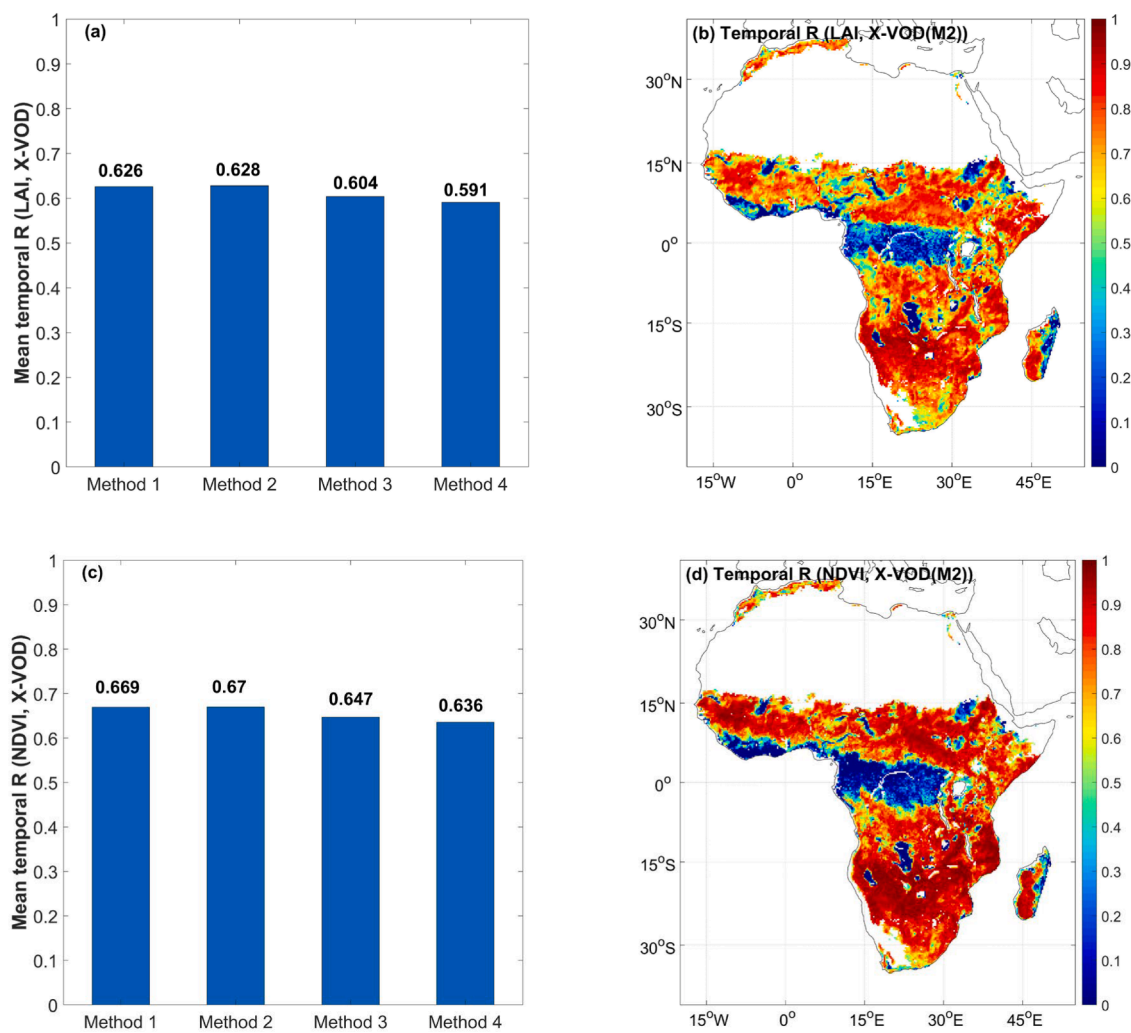 (a)
Mean temporal R (LAI, X-VOD)
1
0.9
0.8
0.7
0.6
0.5
0.4
0.3
0.2
0.1
0
0.626
0.628
0.604
0.591
Method 1
Method 2
Method 3
Method 4
(b) Temporal R (LAI, X-VOD(M2))
30°N
15°N
0°
15°S
30°S
15°W
0°
15°E
30°E
45°E
1
0.9
0.8
0.7
0.6
0.5
0.4
0.3
0.2
0.1
0
(c)
Mean temporal R (NDVI, X-VOD)
1
0.9
0.8
0.7
0.6
0.5
0.4
0.3
0.2
0.1
0
0.669
0.67
0.647
0.636
Method 1
Method 2
Method 3
Method 4
(d) Temporal R (NDVI, X-VOD(M2))
30°N
15°N
0°
15°S
30°S
15°W
0°
15°E
30°E
45°E
1
0.9
0.8
0.7
0.6
0.5
0.4
0.3
0.2
0.1
0